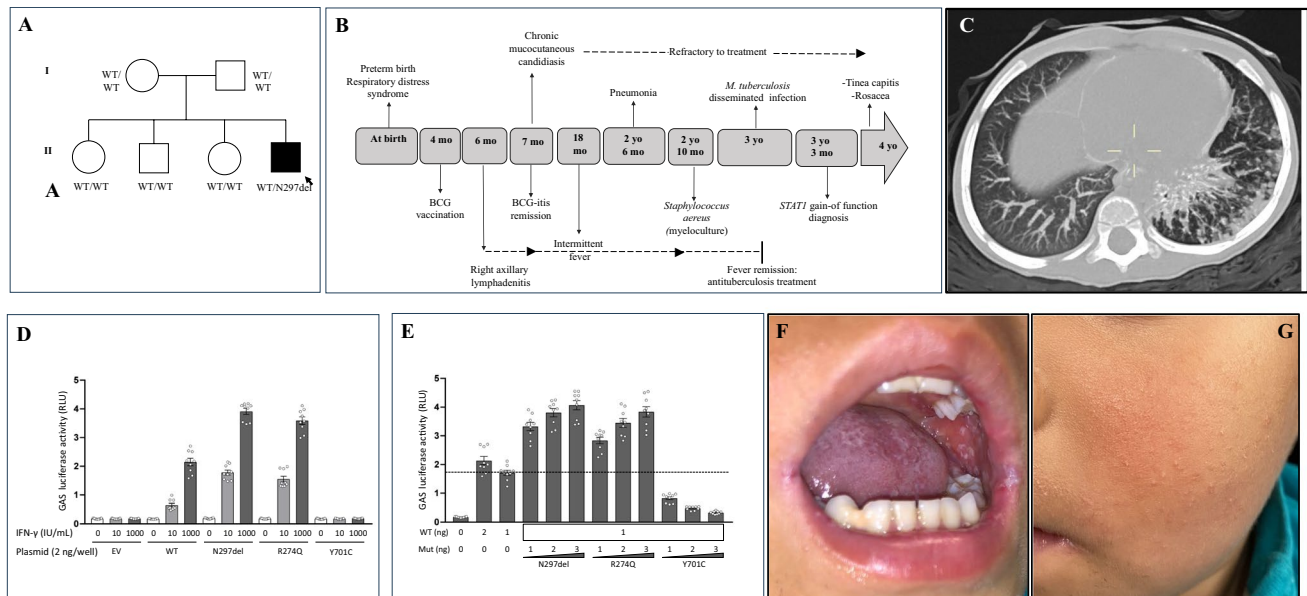 A
I
WT/
WT
WT/
WT
II
WT/WT
WT/WT
WT/WT
WT/N297del
A
B
Chronic
mucocutaneous
candidiasis
Refractory to treatment
Preterm birth
Respiratory distress
syndrome
Pneumonia
M. tuberculosis
disseminated infection
-Tinea capitis
-Rosacea
At birth
4 mo
6 mo
7 mo
18
mo
2 yo
6 mo
2 yo
10 mo
3 yo
3 yo
3 mo
4 yo
BCG
vaccination
BCG-itis
remission
Staphylococcus
aereus
(myeloculture)
STAT1 gain-of function
diagnosis
Intermittent
fever
Right axillary
lymphadenitis
Fever remission:
antituberculosis treatment
C
D
GAS luciferase activity (RLU)
5
4
3
2
1
0
IFN-γ (IU/mL)
0 10 1000 0 10 1000 0 10 1000 0 10 1000 0 10 1000
Plasmid (2 ng/well)
EV WT N297del R274Q Y701C
E
GAS luciferase activity (RLU)
5
4
3
2
1
0
WT (ng) 0 2 1 1
Mut (ng) 0 0 0 1 2 3 1 2 3 1 2 3
N297del R274Q Y701C
F
G